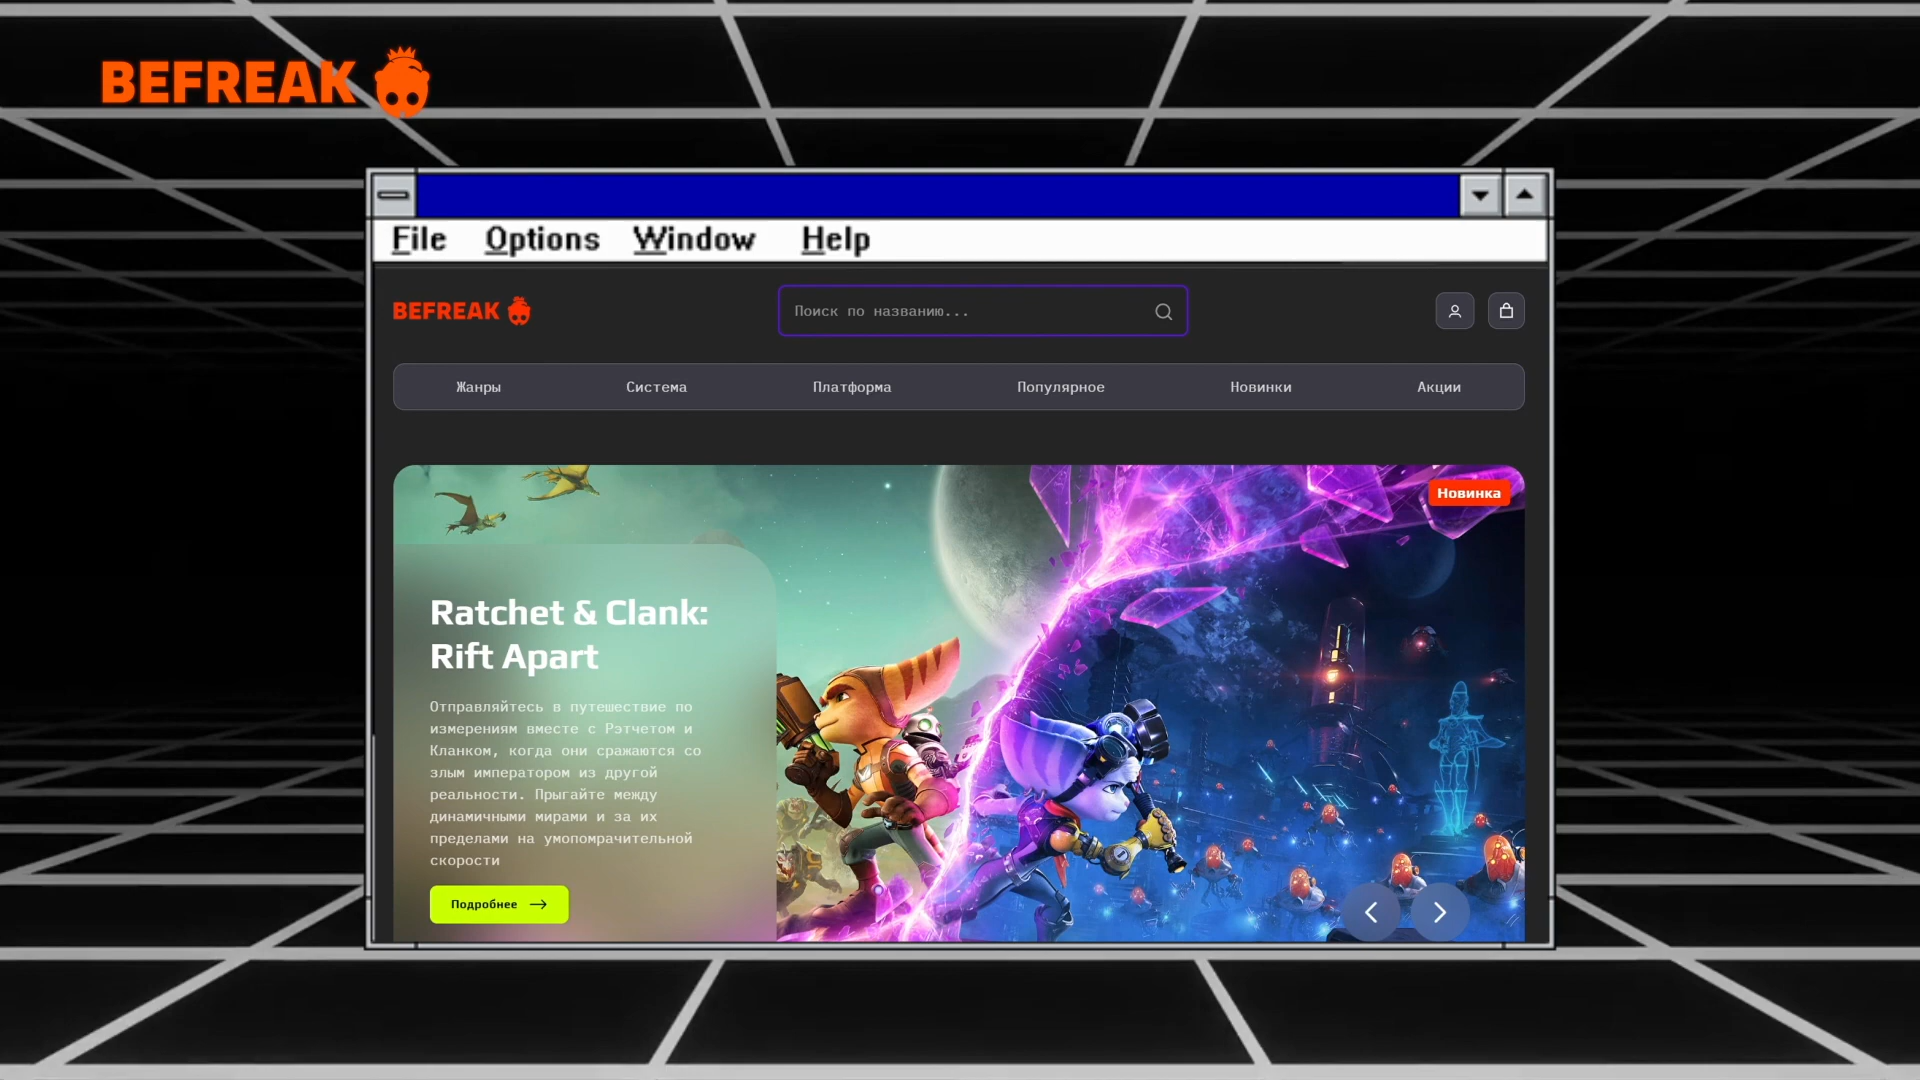 BEFREAK
File Options Window Help
BEFREAK
Поиск по названию...
Жанры Система Платформа Популярное Новинки Акции
Новинка
Ratchet & Clank:
Rift Apart
Отправляйтесь в путешествие по
измерениям вместе с Рэтчетом и
Кланком, когда они сражаются со
злым императором из другой
реальности. Прыгайте между
динамичными мирами и за их
пределами на умопомрачительной
скорости
Подробнее